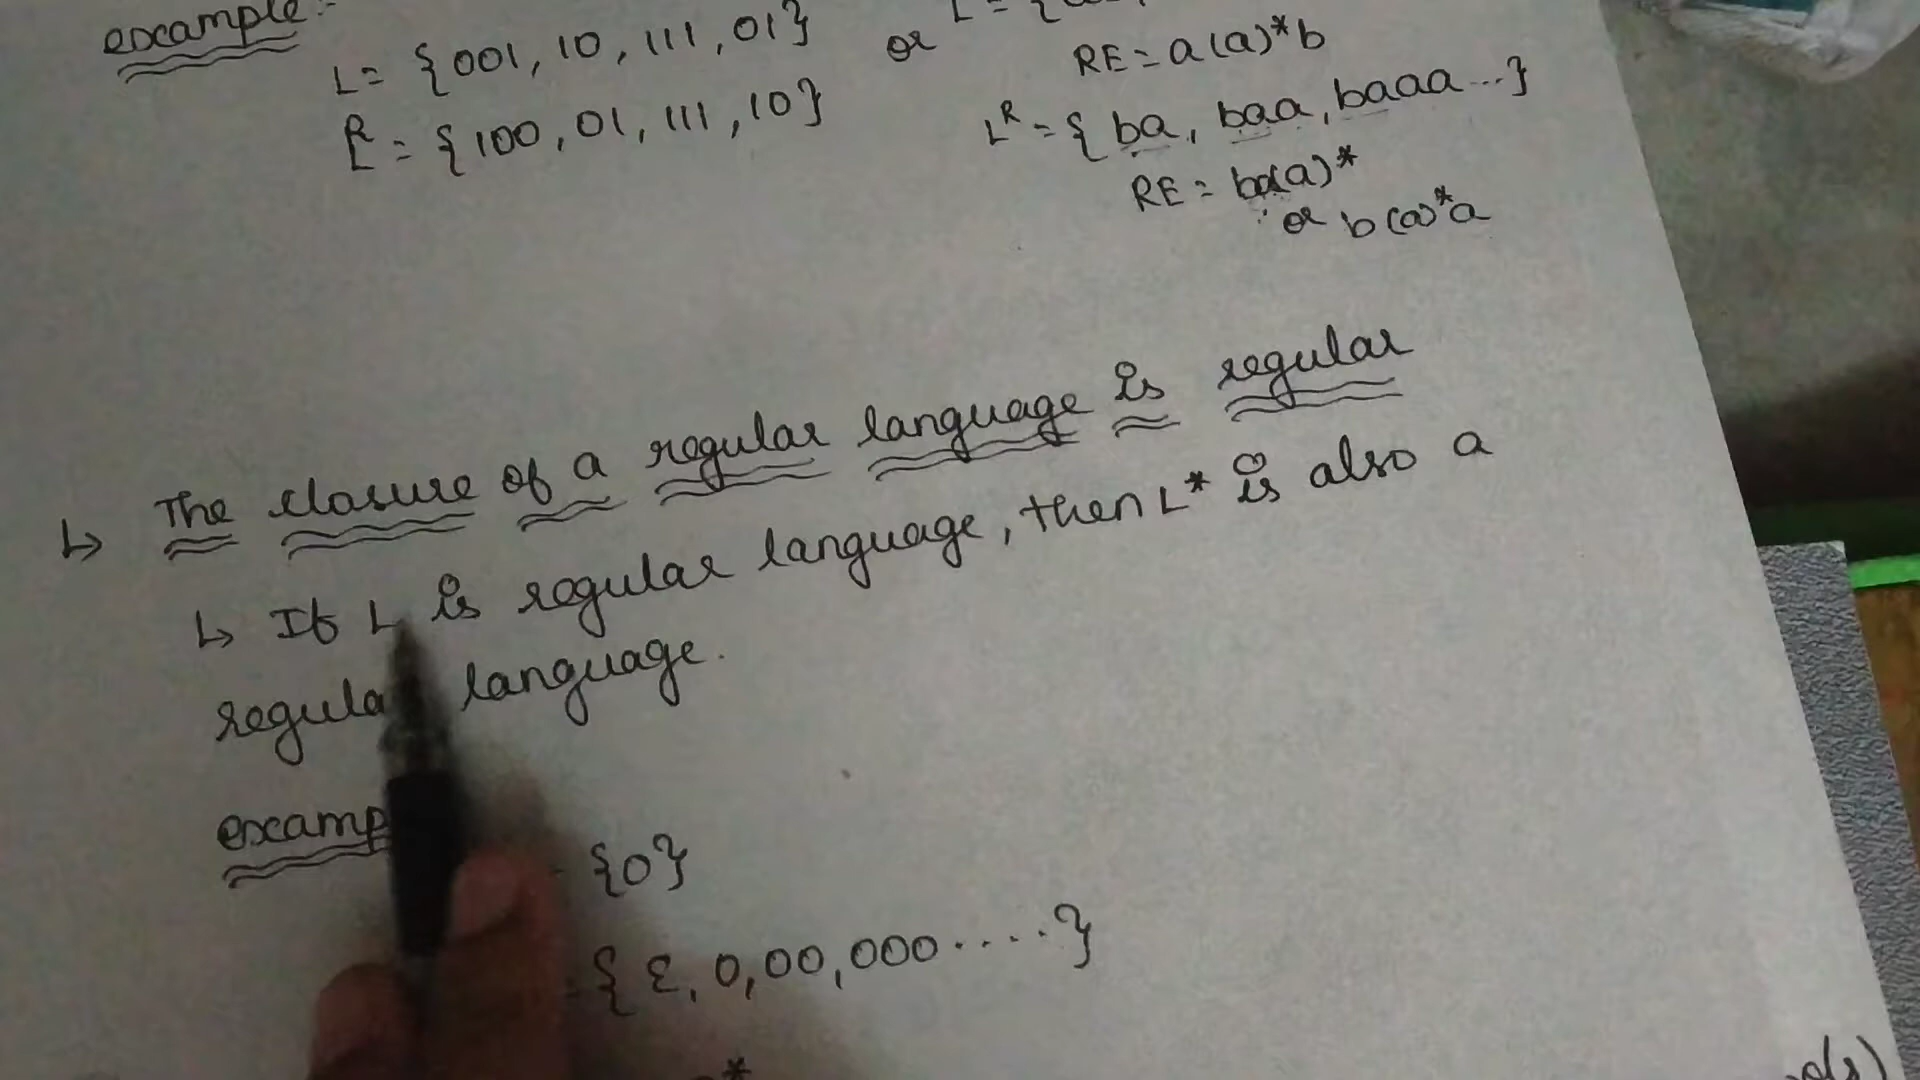 example:-
L = {001, 10, 111, 01}
or
L = {
RE = a(a)*b
L^R = {100, 01, 111, 10}
L^R = { ba, baa, baaa ...}
RE = ba(a)*
or b(a)*a
↳ The closure of a regular language is regular
↳ If L is regular language, then L* is also a
regular language.
examp
= {0}
= {ε, 0, 00, 000 ....}
*